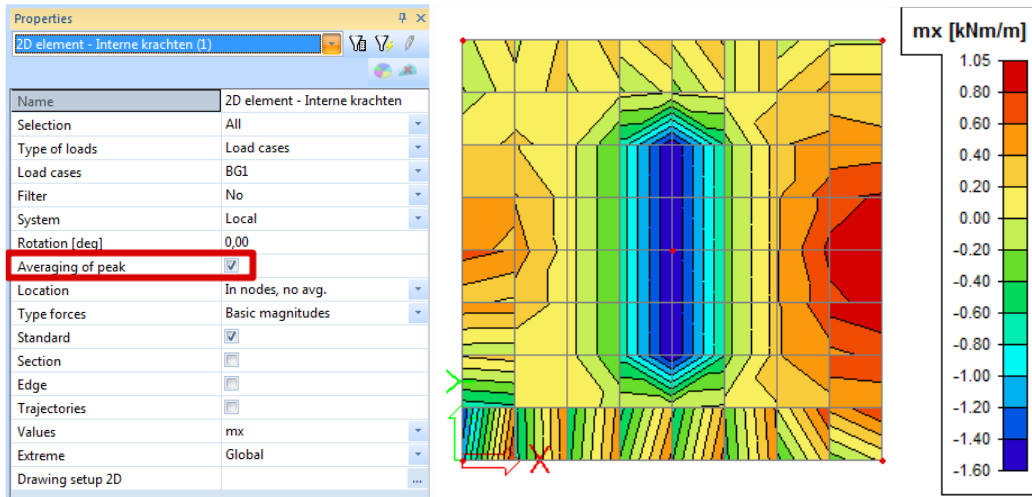 Properties
2D element - Interne krachten (1)
Name 2D element - Interne krachten
Selection All
Type of loads Load cases
Load cases BG1
Filter No
System Local
Rotation [deg] 0,00
Averaging of peak
Location In nodes, no avg.
Type forces Basic magnitudes
Standard
Section
Edge
Trajectories
Values mx
Extreme Global
Drawing setup 2D ...
mx [kNm/m]
1.05
0.80
0.60
0.40
0.20
0.00
-0.20
-0.40
-0.60
-0.80
-1.00
-1.20
-1.40
-1.60